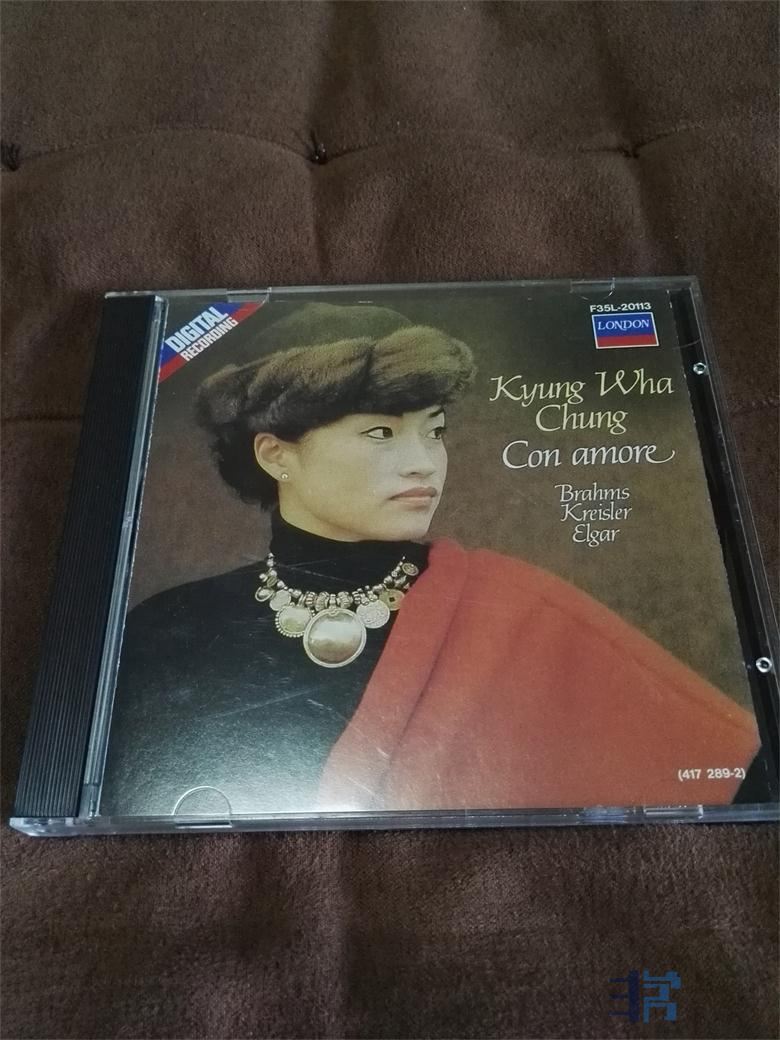 DIGITAL
RECORDING
F35L-20113
LONDON
Kyung Wha
Chung
Con amore
Brahms
Kreisler
Elgar
(417 289-2)